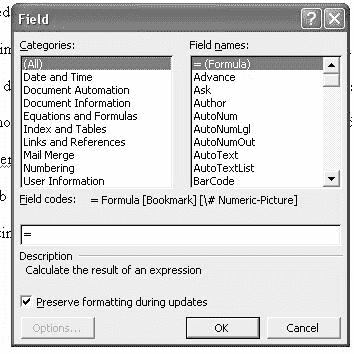 Field
Categories:
Field names:
(All)
Date and Time
Document Automation
Document Information
Equations and Formulas
Index and Tables
Links and References
Mail Merge
Numbering
User Information
= (Formula)
Advance
Ask
Author
AutoNum
AutoNumLgl
AutoNumOut
AutoText
AutoTextList
BarCode
Field codes: = Formula [Bookmark] [\# Numeric-Picture]
=
Description
Calculate the result of an expression
Preserve formatting during updates
Options...
OK
Cancel